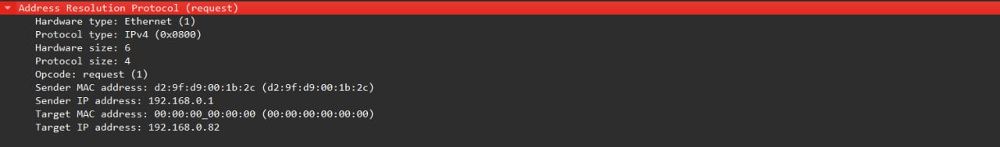 Address Resolution Protocol (request)
Hardware type: Ethernet (1)
Protocol type: IPv4 (0x0800)
Hardware size: 6
Protocol size: 4
Opcode: request (1)
Sender MAC address: d2:9f:d9:00:1b:2c (d2:9f:d9:00:1b:2c)
Sender IP address: 192.168.0.1
Target MAC address: 00:00:00_00:00:00 (00:00:00:00:00:00)
Target IP address: 192.168.0.82